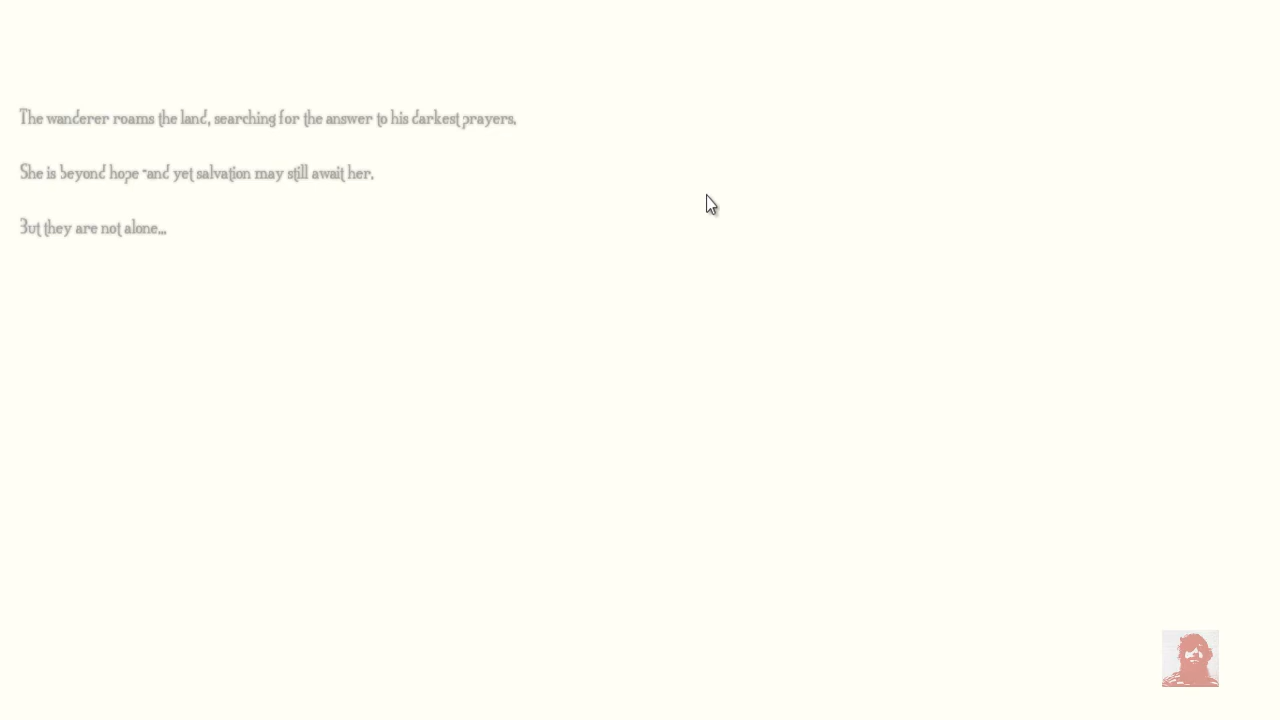 The wanderer roams the land, searching for the answer to his darkest prayers.
She is beyond hope -and yet salvation may still await her.
But they are not alone...